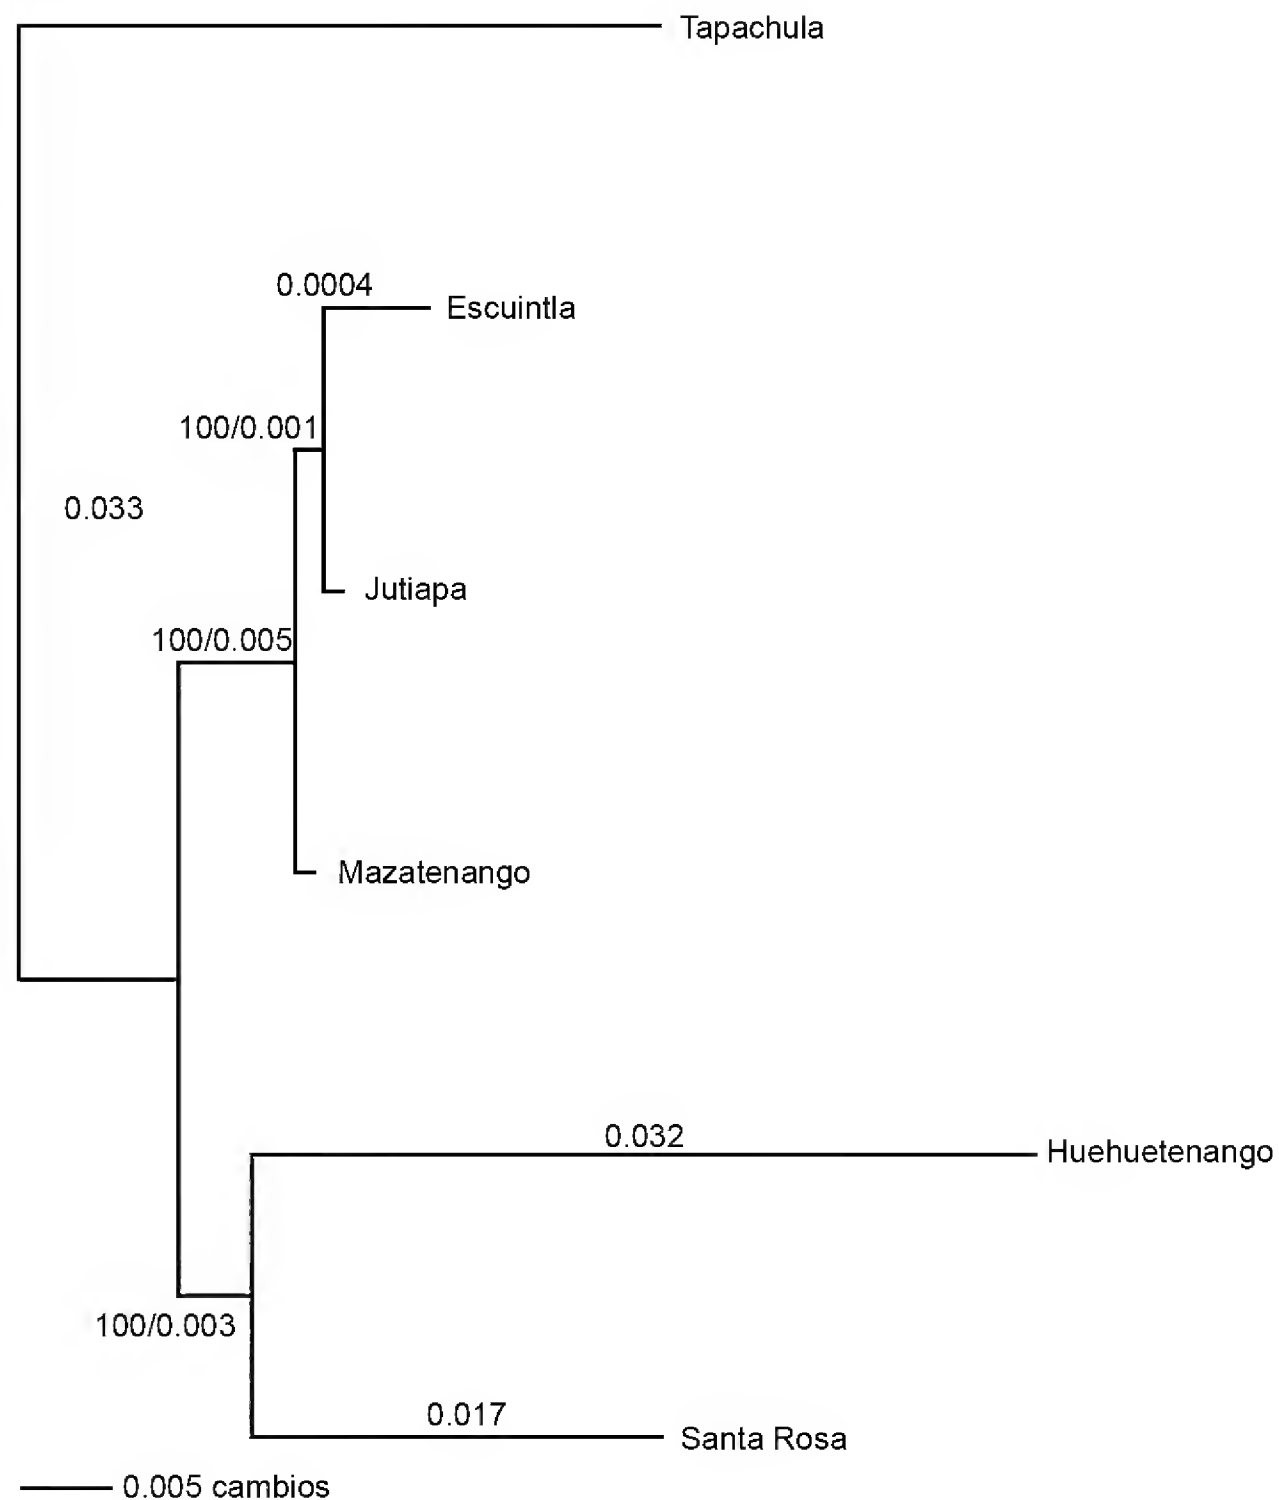 Tapachula
0.0004
Escuintla
100/0.001
0.033
Jutiapa
100/0.005
Mazatenango
0.032
Huehuetenango
100/0.003
0.017
Santa Rosa
0.005 cambios